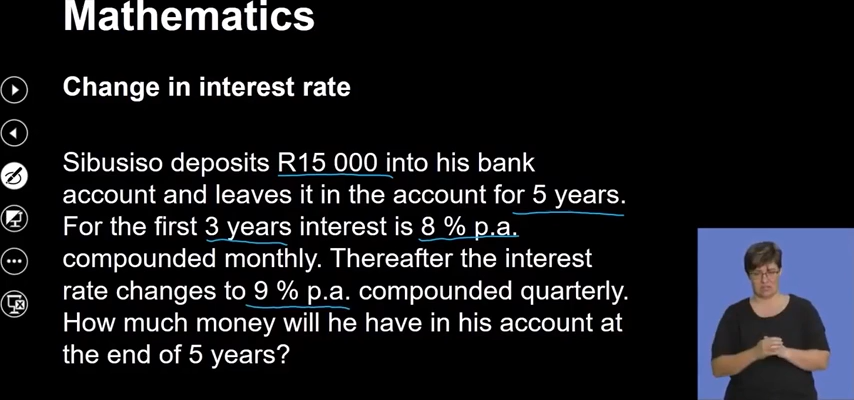 Mathematics
Change in interest rate
Sibusiso deposits R15 000 into his bank
account and leaves it in the account for 5 years.
For the first 3 years interest is 8 % p.a.
compounded monthly. Thereafter the interest
rate changes to 9 % p.a. compounded quarterly.
How much money will he have in his account at
the end of 5 years?